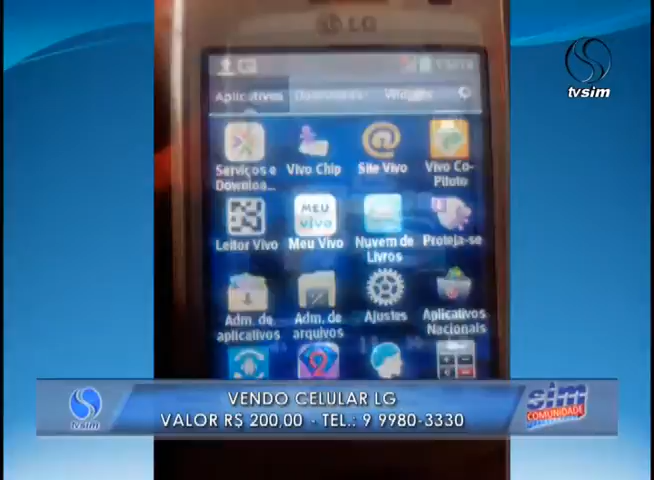 LG
tvsim
Aplicativos Downloads Widgets
Serviços e Downloa... Vivo Chip Site Vivo Vivo Co-Piloto
MEU vivo
Leitor Vivo Meu Vivo Nuvem de Livros Proteja-se
Adm. de aplicativos Adm. de arquivos Ajustes Aplicativos Nacionais
VENDO CELULAR LG
VALOR R$ 200,00 - TEL.: 9 9980-3330
tvsim
sim
COMUNIDADE